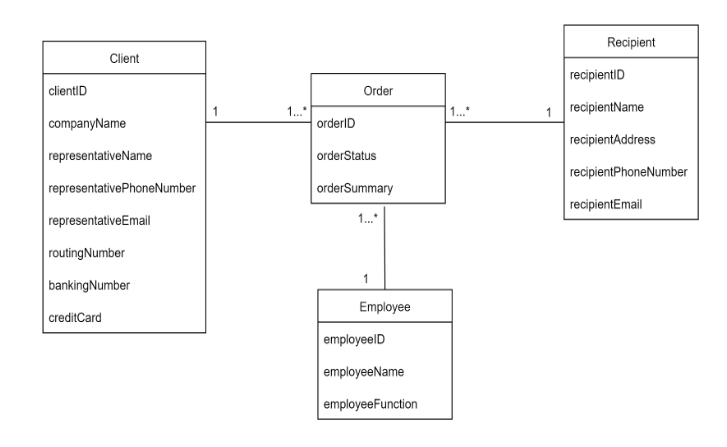 Client
clientID
companyName
representativeName
representativePhoneNumber
representativeEmail
routingNumber
bankingNumber
creditCard
1
1...*
Order
orderID
orderStatus
orderSummary
1...*
1
Recipient
recipientID
recipientName
recipientAddress
recipientPhoneNumber
recipientEmail
1...*
1
Employee
employeeID
employeeName
employeeFunction